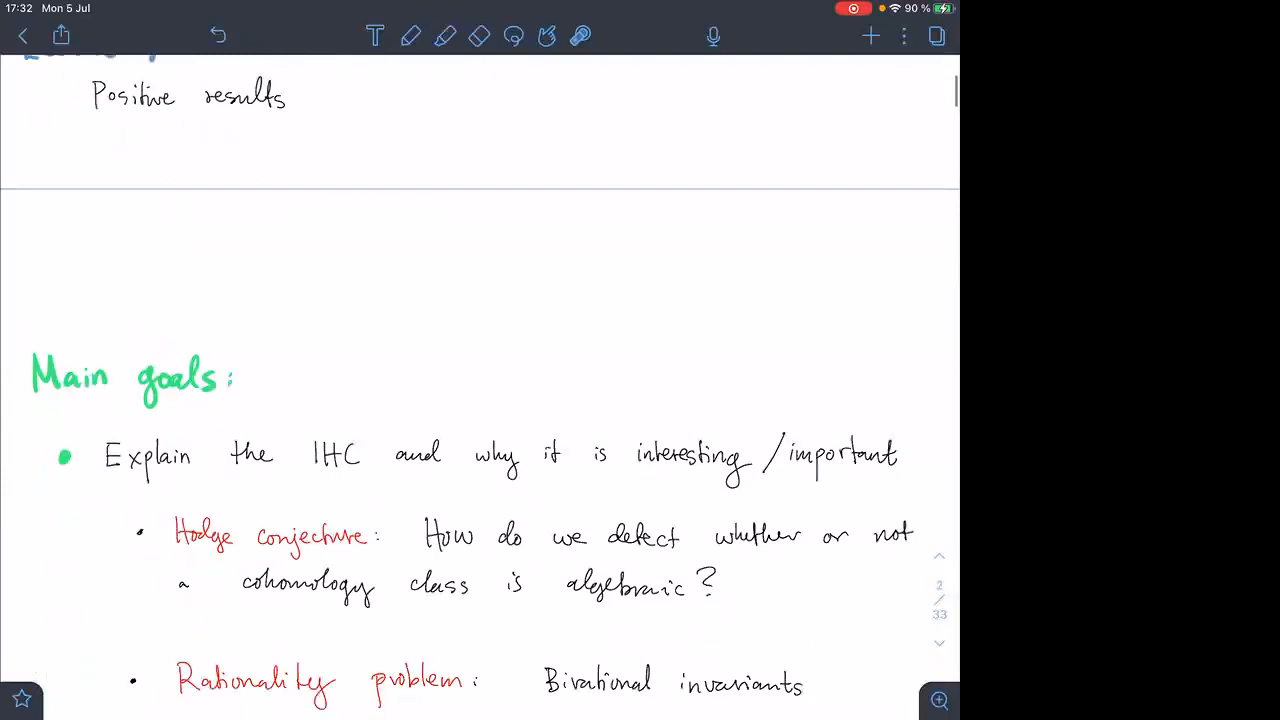 17:32 Mon 5 Jul
90 %
Positive results
Main goals:
Explain the IHC and why it is interesting / important
Hodge conjecture: How do we detect whether or not
a cohomology class is algebraic?
2
/
33
Rationality problem: Birational invariants